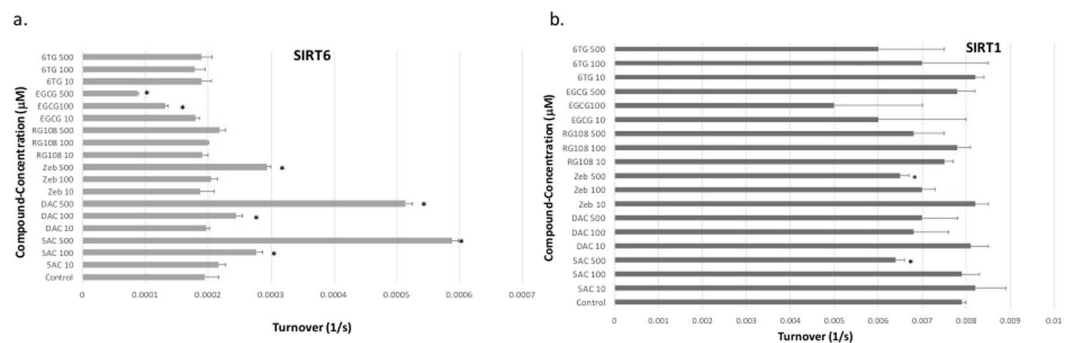 a.
SIRT6
Compound-Concentration (µM)
6TG 500
6TG 100
6TG 10
EGCG 500
EGCG100
EGCG 10
RG108 500
RG108 100
RG108 10
Zeb 500
Zeb 100
Zeb 10
DAC 500
DAC 100
DAC 10
5AC 500
5AC 100
5AC 10
Control
* * * * * * *
0 0.0001 0.0002 0.0003 0.0004 0.0005 0.0006 0.0007
Turnover (1/s)
b.
SIRT1
Compound-Concentration (µM)
6TG 500
6TG 100
6TG 10
EGCG 500
EGCG100
EGCG 10
RG108 500
RG108 100
RG108 10
Zeb 500
Zeb 100
Zeb 10
DAC 500
DAC 100
DAC 10
5AC 500
5AC 100
5AC 10
Control
* *
0 0.001 0.002 0.003 0.004 0.005 0.006 0.007 0.008 0.009 0.01
Turnover (1/s)